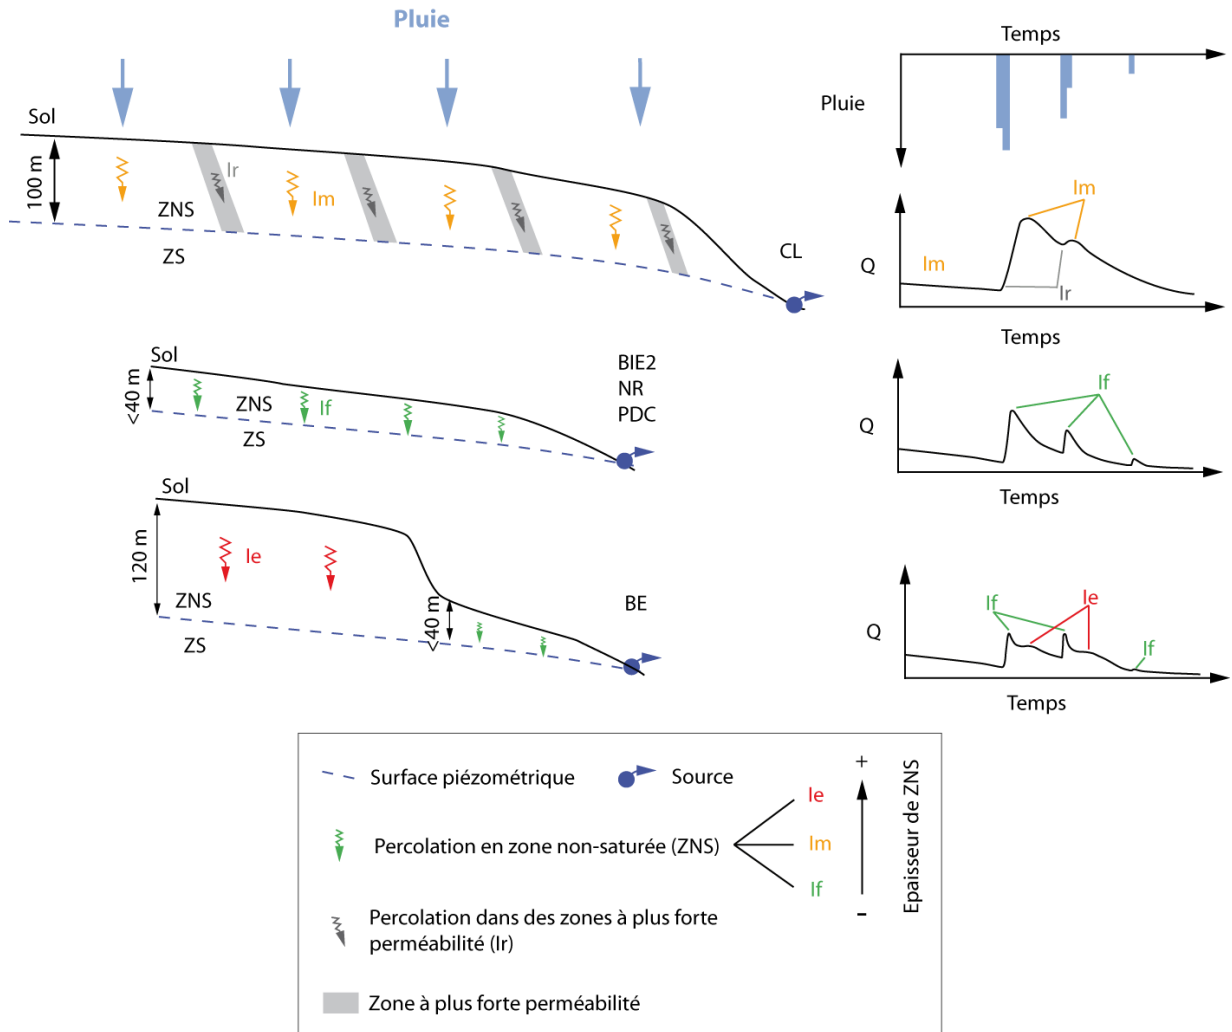 Pluie
Temps
Sol
Pluie
100 m
Ir
Im
ZNS
ZS
CL
Im
Q
Im
Ir
Temps
Sol
<40 m
ZNS
If
ZS
BIE2
NR
PDC
If
Q
Temps
Sol
120 m
Ie
ZNS
ZS
<40 m
BE
If
Ie
Q
If
Temps
Surface piézométrique
Source
Percolation en zone non-saturée (ZNS)
Ie
Im
If
+
–
Epaisseur de ZNS
Percolation dans des zones à plus forte
perméabilité (Ir)
Zone à plus forte perméabilité